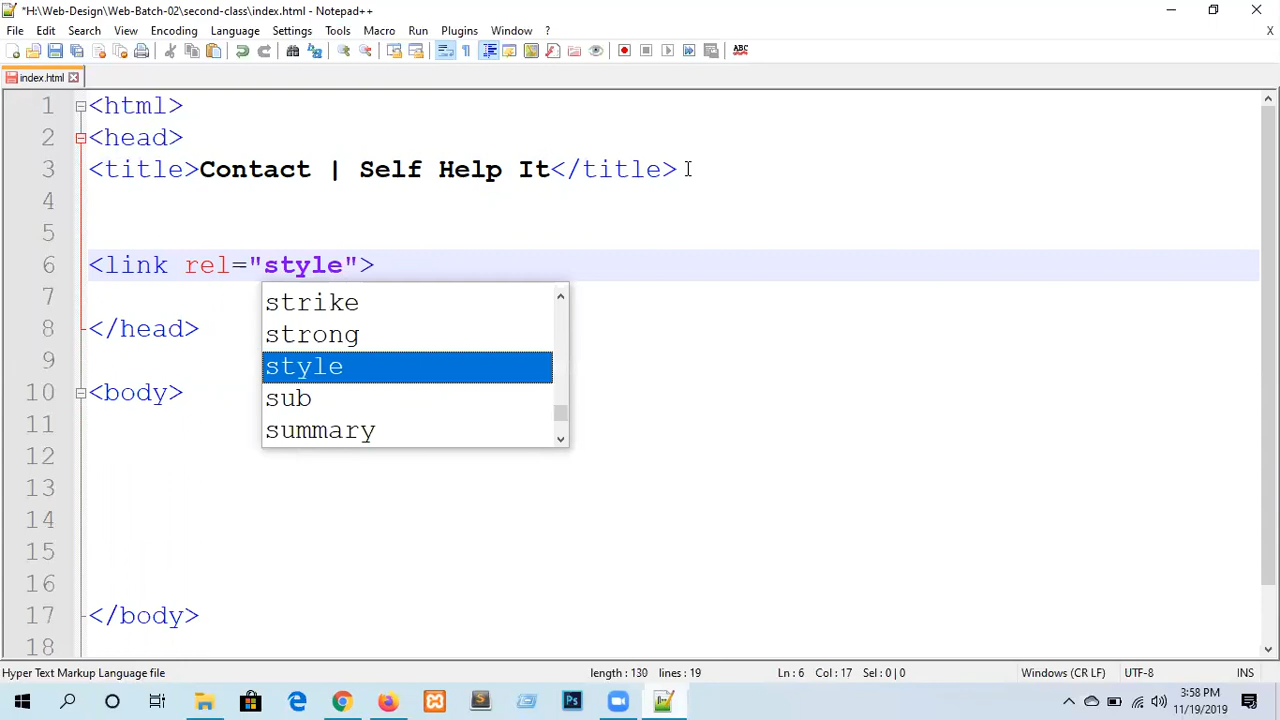 *H:\Web-Design\Web-Batch-02\second-class\index.html - Notepad++
File Edit Search View Encoding Language Settings Tools Macro Run Plugins Window ? X
ABC
index.html
1 <html>
2 <head>
3 <title>Contact | Self Help It</title>
4
5
6 <link rel="style">
strike
strong
style
sub
summary
7
8 </head>
9
10 <body>
11
12
13
14
15
16
17 </body>
18
Hyper Text Markup Language file length : 130 lines : 19 Ln : 6 Col : 17 Sel : 0 | 0 Windows (CR LF) UTF-8 INS
Ps
3:58 PM
11/19/2019